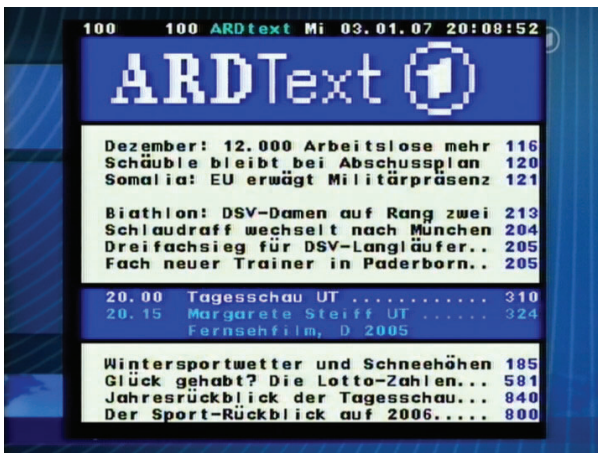 100 100 ARDtext Mi 03.01.07 20:08:52
ARDText 1
Dezember: 12.000 Arbeitslose mehr 116
Schäuble bleibt bei Abschussplan 120
Somalia: EU erwägt Militärpräsenz 121
Biathlon: DSV-Damen auf Rang zwei 213
Schlaudraff wechselt nach München 204
Dreifachsieg für DSV-Langläufer.. 205
Fach neuer Trainer in Paderborn.. 205
20.00 Tagesschau UT ............ 310
20.15 Margarete Steiff UT ...... 324
Fernsehfilm, D 2005
Wintersportwetter und Schneehöhen 185
Glück gehabt? Die Lotto-Zahlen... 581
Jahresrückblick der Tagesschau... 840
Der Sport-Rückblick auf 2006..... 800